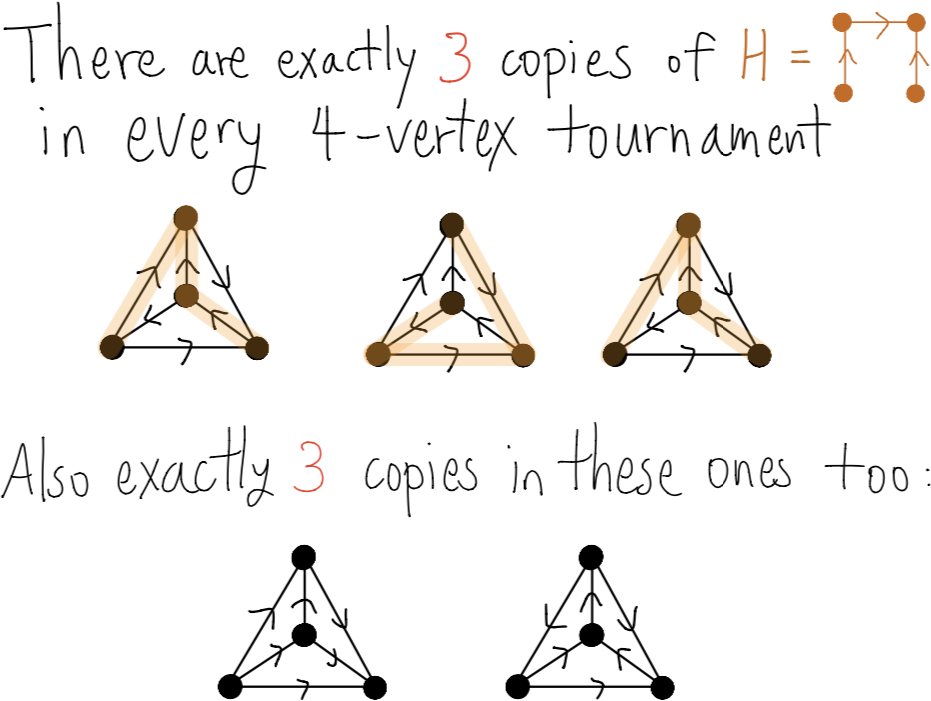 There are exactly 3 copies of H =
in every 4-vertex tournament
Also exactly 3 copies in these ones too: